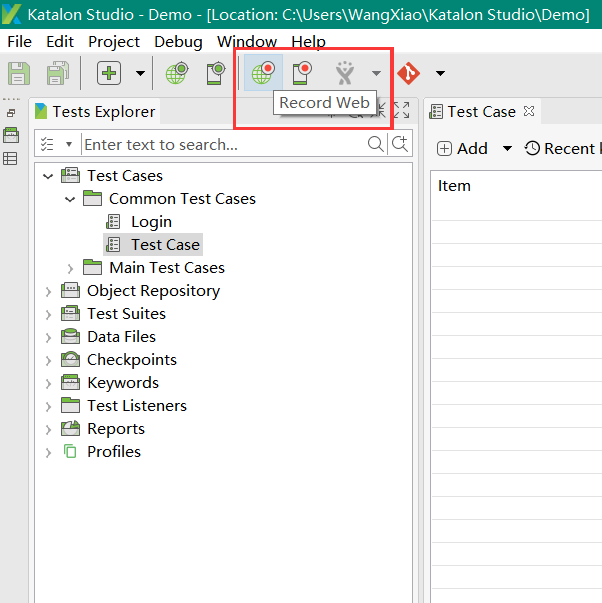 Katalon Studio - Demo - [Location: C:\Users\WangXiao\Katalon Studio\Demo]
File Edit Project Debug Window Help
Record Web
Tests Explorer
Test Case
Enter text to search...
Add
Recent
Item
Test Cases
Common Test Cases
Login
Test Case
Main Test Cases
Object Repository
Test Suites
Data Files
Checkpoints
Keywords
Test Listeners
Reports
Profiles